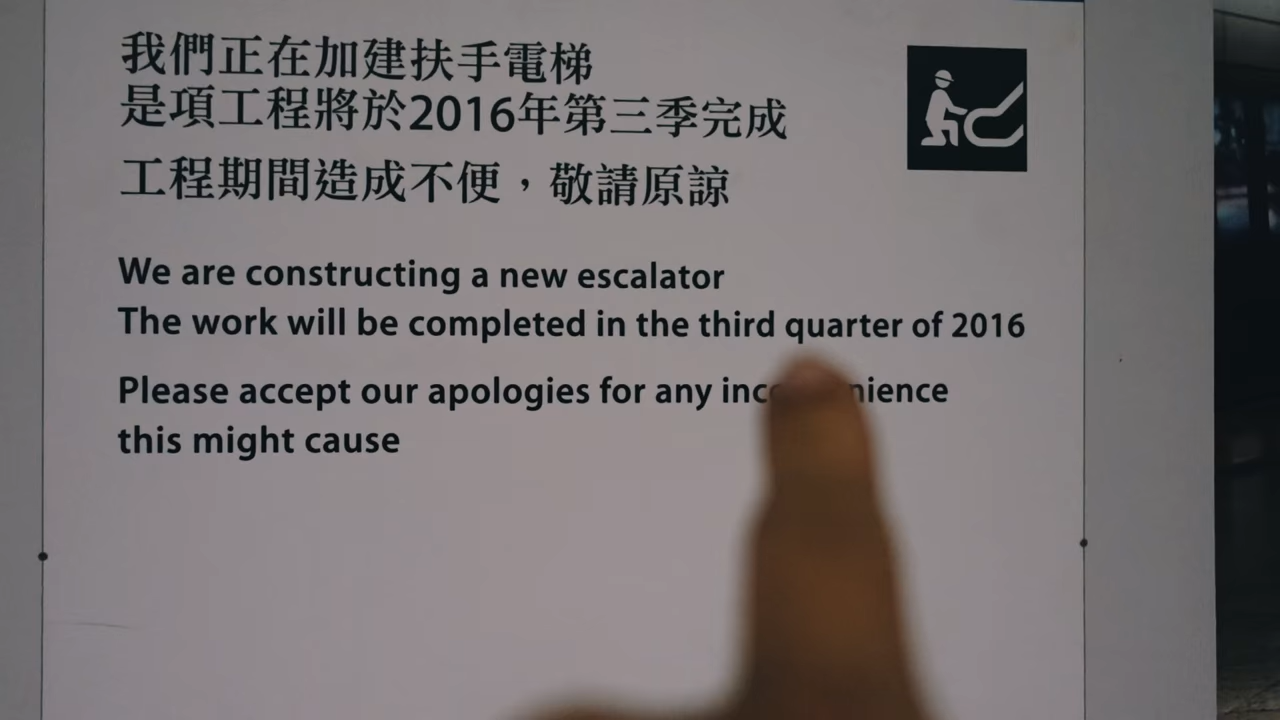 我們正在加建扶手電梯
是項工程將於2016年第三季完成
工程期間造成不便，敬請原諒
We are constructing a new escalator
The work will be completed in the third quarter of 2016
Please accept our apologies for any
this might cause